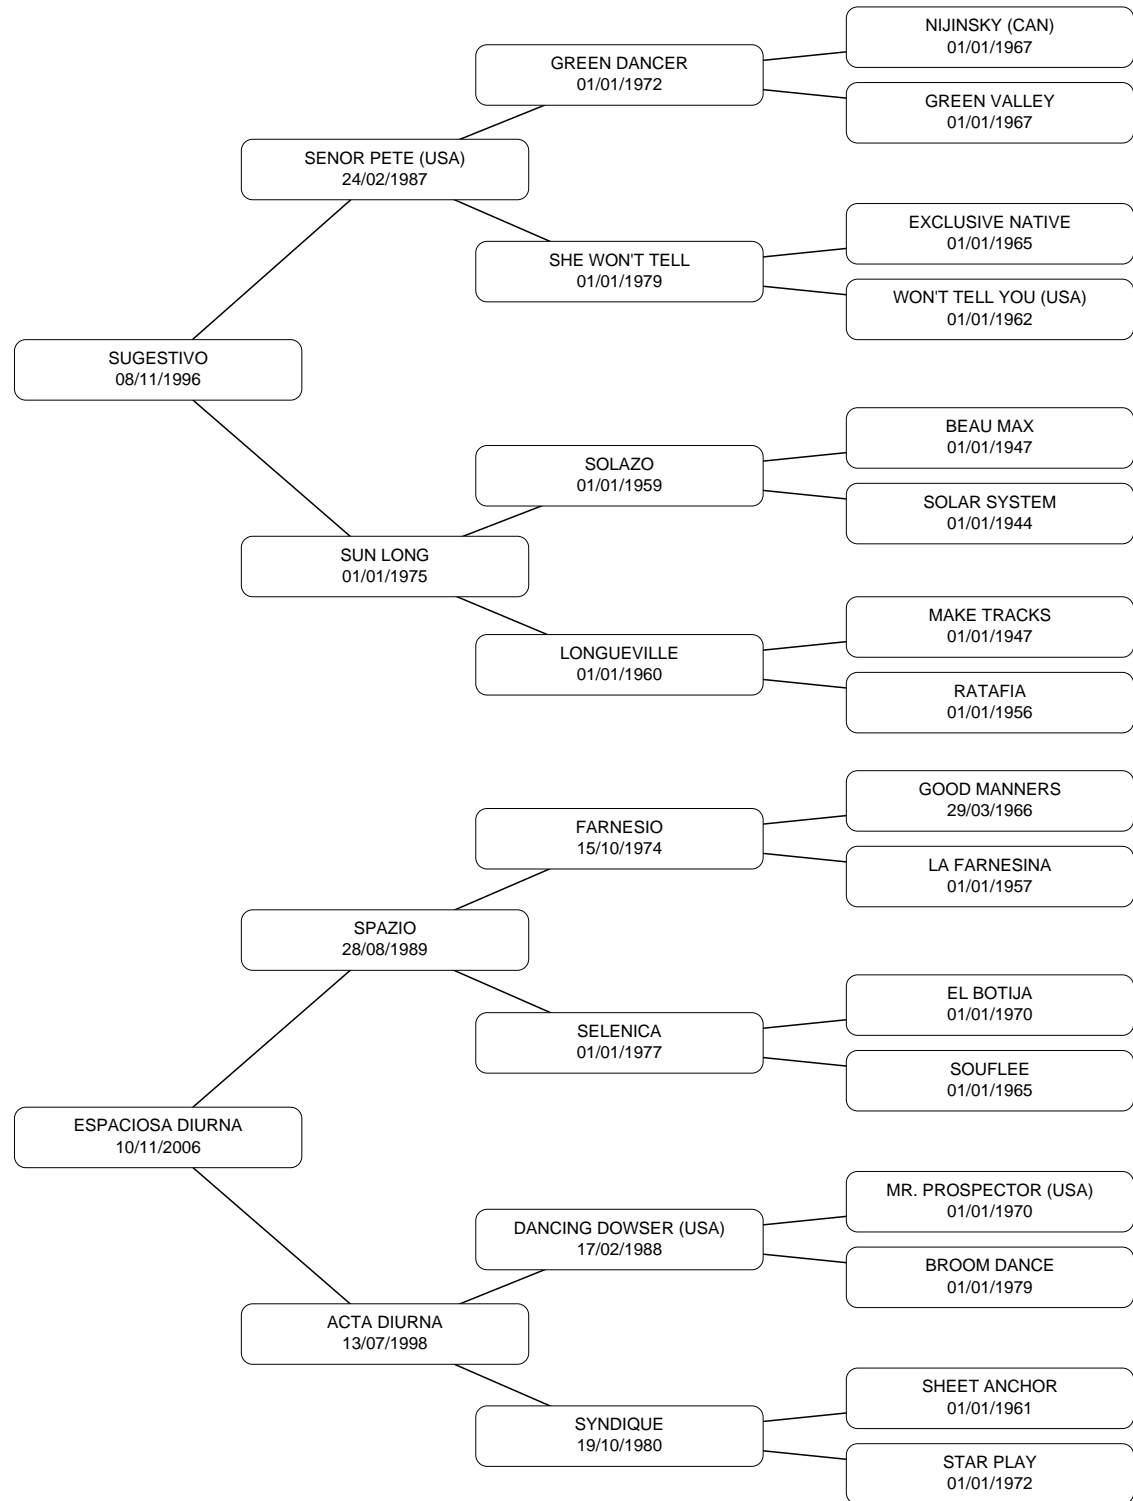 NIJINSKY (CAN)
01/01/1967
GREEN DANCER
01/01/1972
GREEN VALLEY
01/01/1967
SENOR PETE (USA)
24/02/1987
EXCLUSIVE NATIVE
01/01/1965
SHE WON'T TELL
01/01/1979
WON'T TELL YOU (USA)
01/01/1962
SUGESTIVO
08/11/1996
BEAU MAX
01/01/1947
SOLAZO
01/01/1959
SOLAR SYSTEM
01/01/1944
SUN LONG
01/01/1975
MAKE TRACKS
01/01/1947
LONGUEVILLE
01/01/1960
RATAFIA
01/01/1956
GOOD MANNERS
29/03/1966
FARNESIO
15/10/1974
LA FARNESINA
01/01/1957
SPAZIO
28/08/1989
EL BOTIJA
01/01/1970
SELENICA
01/01/1977
SOUFLEE
01/01/1965
ESPACIOSA DIURNA
10/11/2006
MR. PROSPECTOR (USA)
01/01/1970
DANCING DOWSER (USA)
17/02/1988
BROOM DANCE
01/01/1979
ACTA DIURNA
13/07/1998
SHEET ANCHOR
01/01/1961
SYNDIQUE
19/10/1980
STAR PLAY
01/01/1972